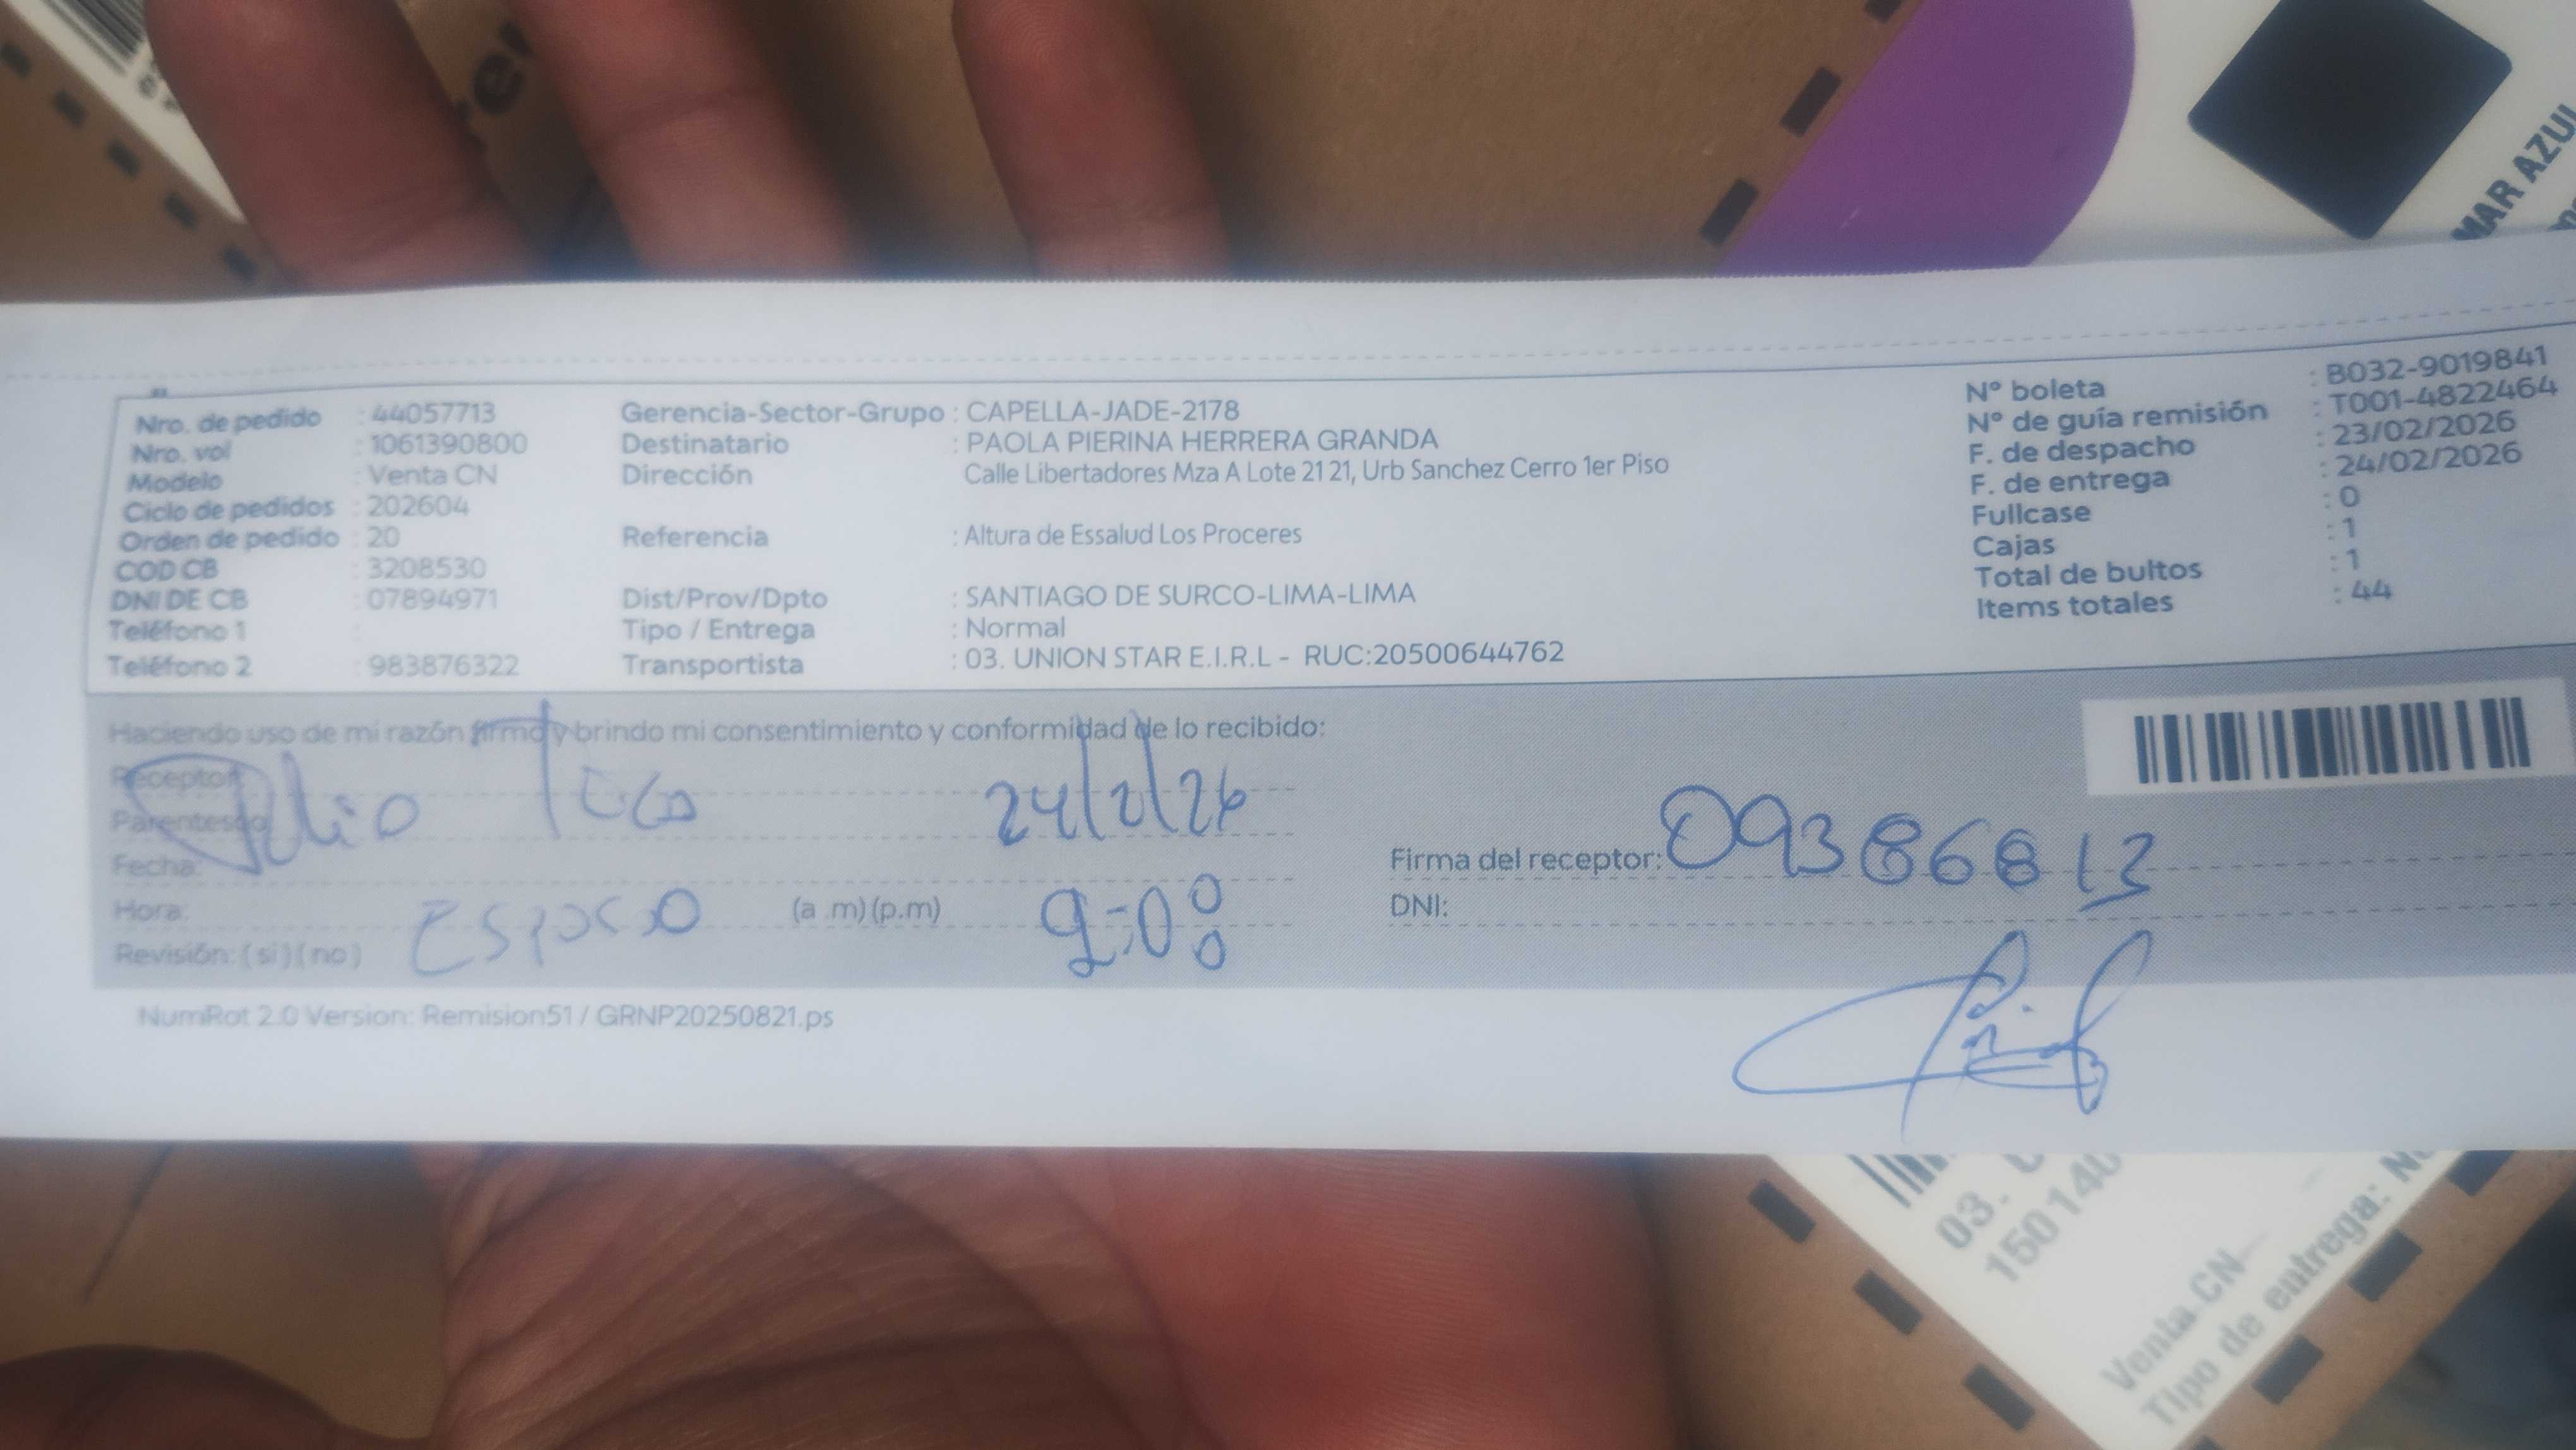 MAR AZUL
Nro. de pedido : 44057713
Nro. vol : 1061390800
Modelo : Venta CN
Ciclo de pedidos : 202604
Orden de pedido : 20
COD CB : 3208530
DNI DE CB : 07894971
Teléfono 1 :
Teléfono 2 : 983876322
Gerencia-Sector-Grupo : CAPELLA-JADE-2178
Destinatario : PAOLA PIERINA HERRERA GRANDA
Dirección Calle Libertadores Mza A Lote 21 21, Urb Sanchez Cerro 1er Piso
Referencia : Altura de Essalud Los Proceres
Dist/Prov/Dpto : SANTIAGO DE SURCO-LIMA-LIMA
Tipo / Entrega : Normal
Transportista : 03. UNION STAR E.I.R.L - RUC:20500644762
N° boleta : B032-9019841
N° de guía remisión : T001-4822464
F. de despacho : 23/02/2026
F. de entrega : 24/02/2026
Fullcase : 0
Cajas : 1
Total de bultos : 1
Items totales : 44
Haciendo uso de mi razón firmo y brindo mi consentimiento y conformidad de lo recibido:
Receptor:
Julio 24/2/26
Parentesco:
Fecha:
Hora: Esposo (a .m) (p.m) 9:00
Revisión: ( si ) ( no )
Firma del receptor: 09386813
DNI:
NumRot 2.0 Version: Remision51 / GRNP20250821.ps
03.
150140
Venta CN
Tipo de entrega: